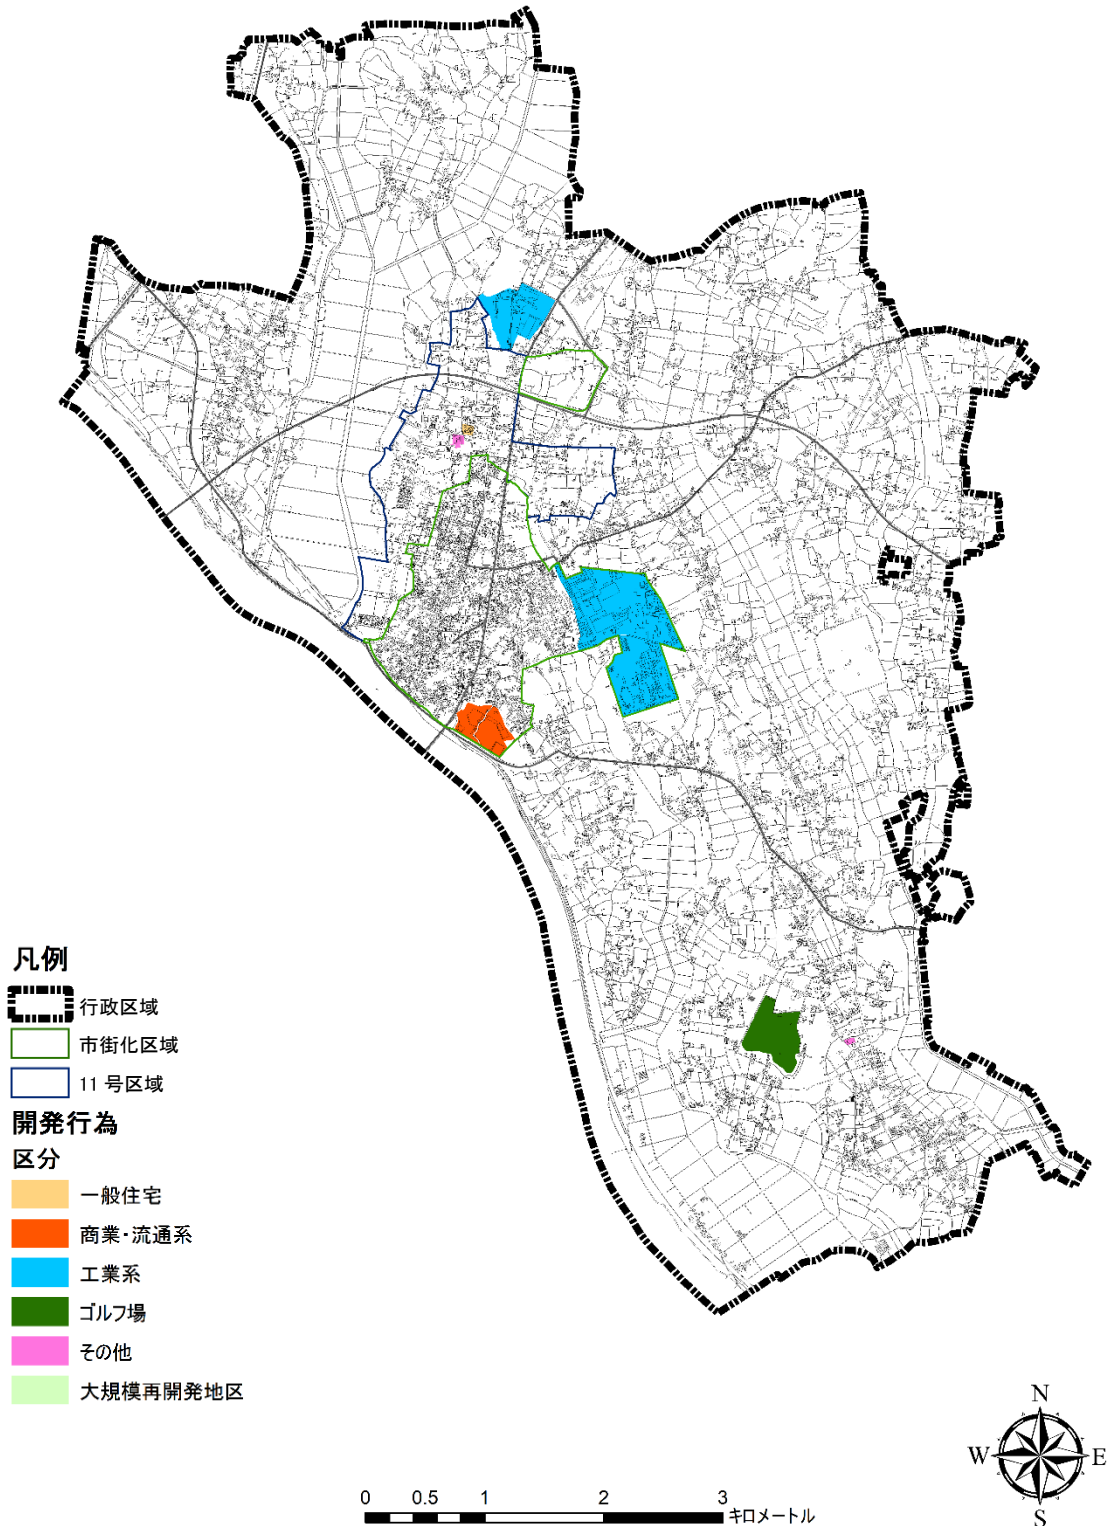 凡例
行政区域
市街化区域
11号区域
開発行為
区分
一般住宅
商業・流通系
工業系
ゴルフ場
その他
大規模再開発地区
N
W E
S
0 0.5 1 2 3
キロメートル